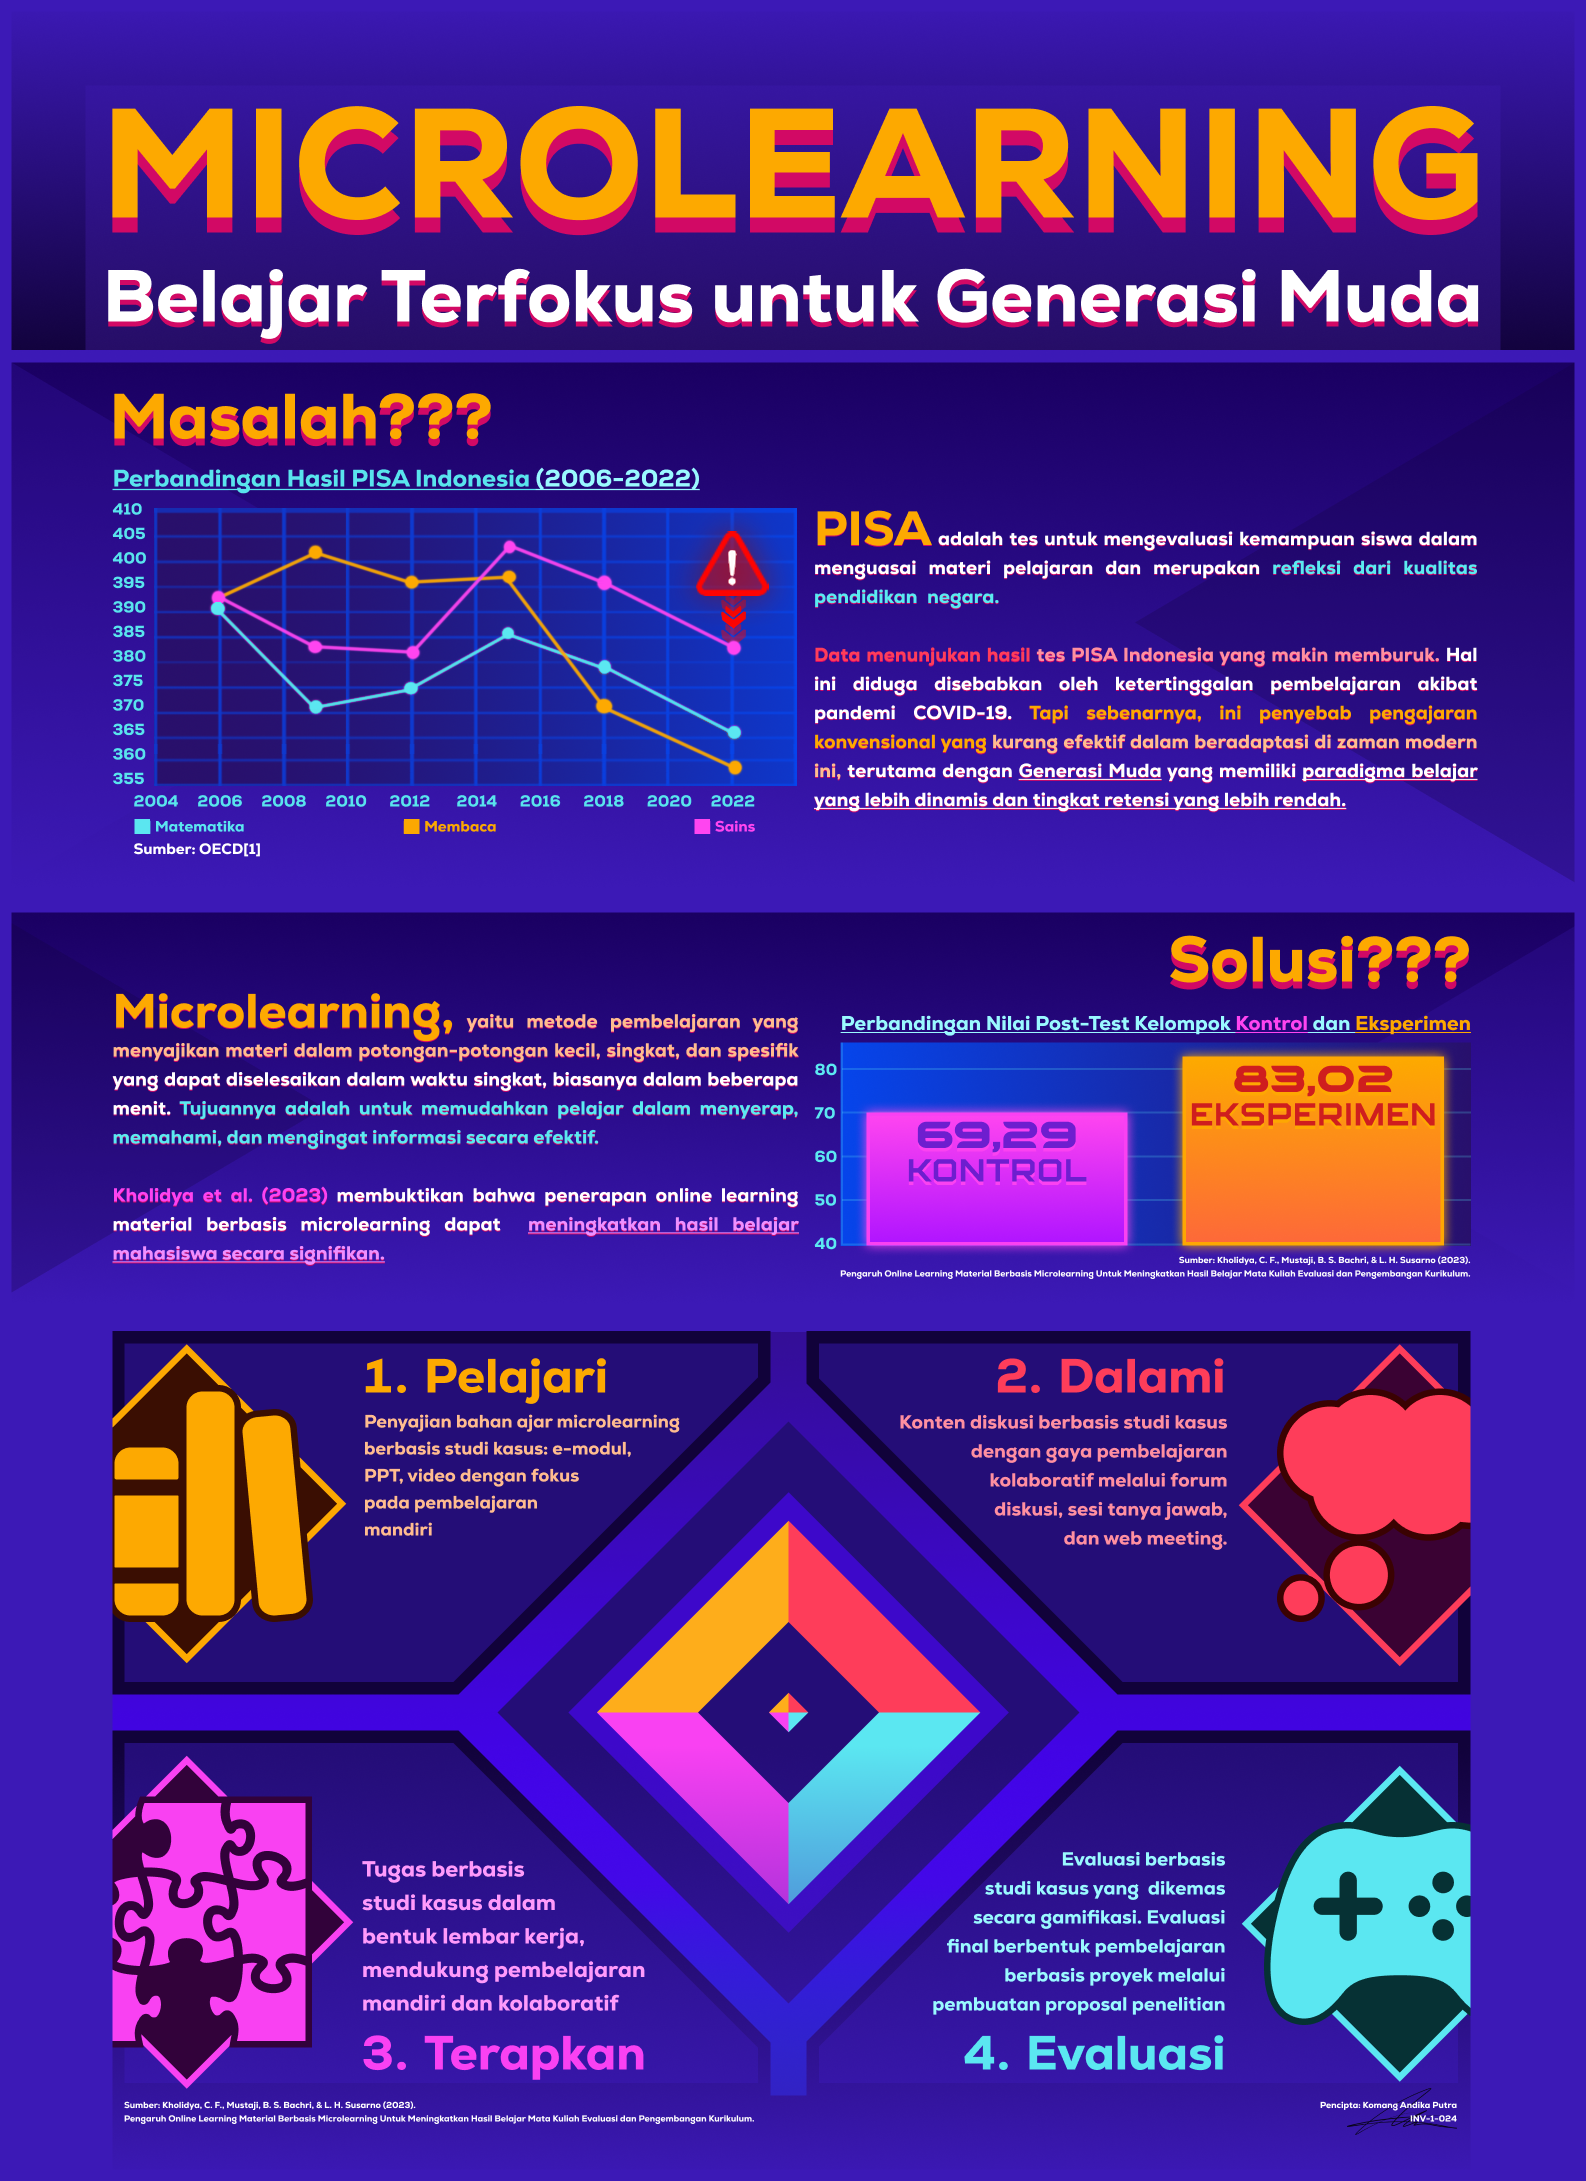 MICROLEARNING
Belajar Terfokus untuk Generasi Muda
Masalah???
Perbandingan Hasil PISA Indonesia (2006-2022)
410
405
400
395
390
385
380
375
370
365
360
355
2004 2006 2008 2010 2012 2014 2016 2018 2020 2022
Matematika Membaca Sains
Sumber: OECD[1]
!
PISA adalah tes untuk mengevaluasi kemampuan siswa dalam
menguasai materi pelajaran dan merupakan refleksi dari kualitas
pendidikan negara.
Data menunjukan hasil tes PISA Indonesia yang makin memburuk. Hal
ini diduga disebabkan oleh ketertinggalan pembelajaran akibat
pandemi COVID-19. Tapi sebenarnya, ini penyebab pengajaran
konvensional yang kurang efektif dalam beradaptasi di zaman modern
ini, terutama dengan Generasi Muda yang memiliki paradigma belajar
yang lebih dinamis dan tingkat retensi yang lebih rendah.
Solusi???
Microlearning, yaitu metode pembelajaran yang
menyajikan materi dalam potongan-potongan kecil, singkat, dan spesifik
yang dapat diselesaikan dalam waktu singkat, biasanya dalam beberapa
menit. Tujuannya adalah untuk memudahkan pelajar dalam menyerap,
memahami, dan mengingat informasi secara efektif.
Kholidya et al. (2023) membuktikan bahwa penerapan online learning
material berbasis microlearning dapat meningkatkan hasil belajar
mahasiswa secara signifikan.
Perbandingan Nilai Post-Test Kelompok Kontrol dan Eksperimen
80
70
60
50
40
69,29
KONTROL
83,02
EKSPERIMEN
Sumber: Kholidya, C. F., Mustaji, B. S. Bachri, & L. H. Susarno (2023).
Pengaruh Online Learning Material Berbasis Microlearning Untuk Meningkatkan Hasil Belajar Mata Kuliah Evaluasi dan Pengembangan Kurikulum.
1. Pelajari
Penyajian bahan ajar microlearning
berbasis studi kasus: e-modul,
PPT, video dengan fokus
pada pembelajaran
mandiri
2. Dalami
Konten diskusi berbasis studi kasus
dengan gaya pembelajaran
kolaboratif melalui forum
diskusi, sesi tanya jawab,
dan web meeting.
Tugas berbasis
studi kasus dalam
bentuk lembar kerja,
mendukung pembelajaran
mandiri dan kolaboratif
3. Terapkan
Evaluasi berbasis
studi kasus yang dikemas
secara gamifikasi. Evaluasi
final berbentuk pembelajaran
berbasis proyek melalui
pembuatan proposal penelitian
4. Evaluasi
Sumber: Kholidya, C. F., Mustaji, B. S. Bachri, & L. H. Susarno (2023).
Pengaruh Online Learning Material Berbasis Microlearning Untuk Meningkatkan Hasil Belajar Mata Kuliah Evaluasi dan Pengembangan Kurikulum.
Pencipta: Komang Andika Putra
INV-1-024